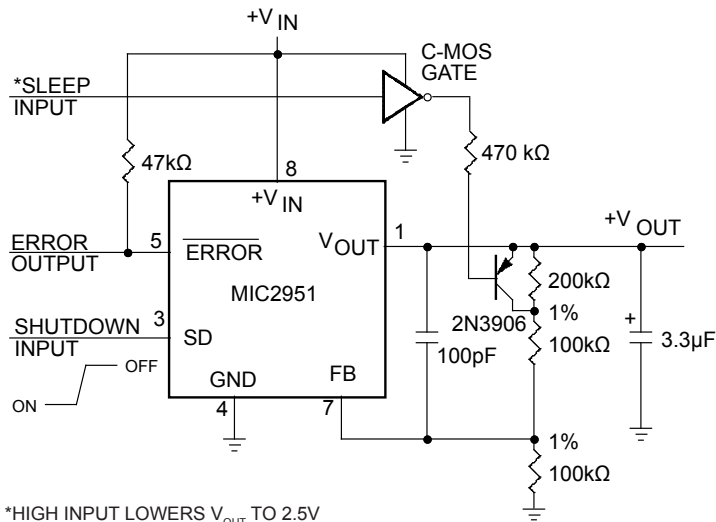 +V IN
C-MOS
GATE
*SLEEP
INPUT
47kΩ
8
470 kΩ
+V IN
+V OUT
ERROR
OUTPUT
5
ERROR
V OUT
1
200kΩ
MIC2951
2N3906
1%
SHUTDOWN
INPUT
3
SD
100pF
100kΩ
+
3.3µF
OFF
ON
GND
FB
4
7
1%
100kΩ
*HIGH INPUT LOWERS V OUT TO 2.5V